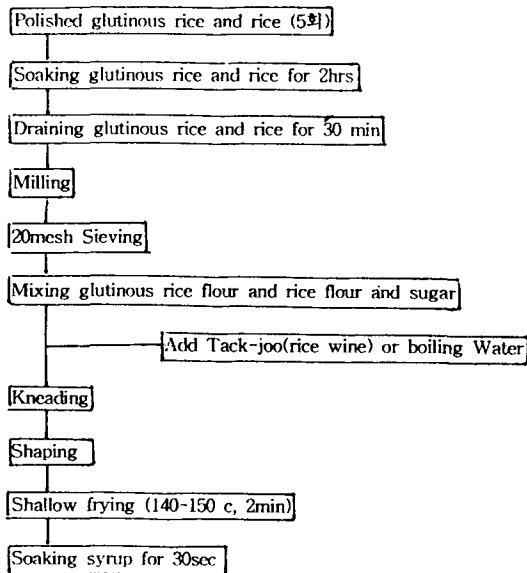 Polished glutinous rice and rice (5회)
Soaking glutinous rice and rice for 2hrs
Draining glutinous rice and rice for 30 min
Milling
20mesh Sieving
Mixing glutinous rice flour and rice flour and sugar
Add Tack-joo(rice wine) or boiling Water
Kneading
Shaping
Shallow frying (140-150 c, 2min)
Soaking syrup for 30sec